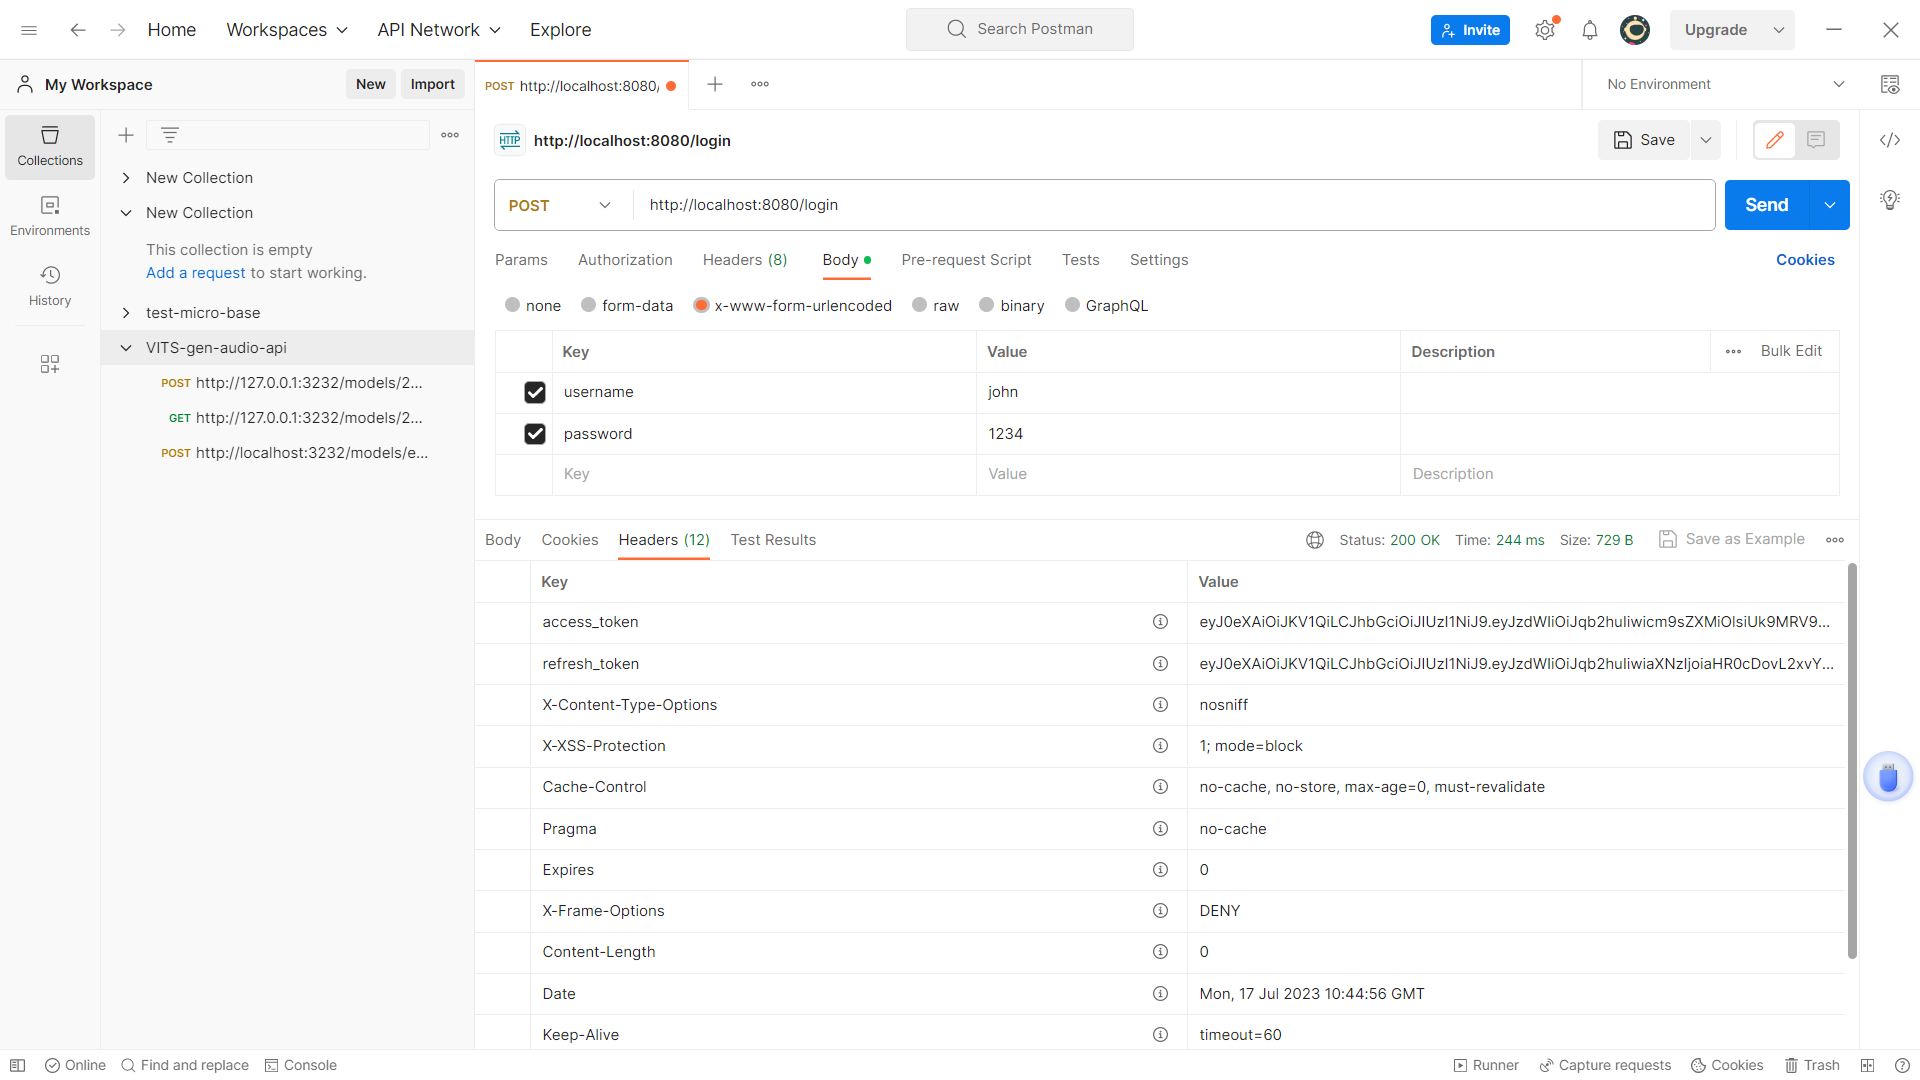 Home
Workspaces
API Network
Explore
Search Postman
Invite
Upgrade
My Workspace
New
Import
POST http://localhost:8080/
No Environment
Collections
Environments
History
New Collection
New Collection
This collection is empty
Add a request to start working.
test-micro-base
VITS-gen-audio-api
POST http://127.0.0.1:3232/models/2...
GET http://127.0.0.1:3232/models/2...
POST http://localhost:3232/models/e...
HTTP http://localhost:8080/login
Save
POST http://localhost:8080/login
Send
Params Authorization Headers (8) Body Pre-request Script Tests Settings Cookies
none form-data x-www-form-urlencoded raw binary GraphQL
Key Value Description Bulk Edit
username john
password 1234
Key Value Description
Body Cookies Headers (12) Test Results Status: 200 OK Time: 244 ms Size: 729 B Save as Example
Key Value
access_token eyJ0eXAiOiJKV1QiLCJhbGciOiJIUzI1NiJ9.eyJzdWIiOiJqb2huIiwicm9sZXMiOlsiUk9MRV9...
refresh_token eyJ0eXAiOiJKV1QiLCJhbGciOiJIUzI1NiJ9.eyJzdWIiOiJqb2huIiwiaXNzIjoiaHR0cDovL2xvY...
X-Content-Type-Options nosniff
X-XSS-Protection 1; mode=block
Cache-Control no-cache, no-store, max-age=0, must-revalidate
Pragma no-cache
Expires 0
X-Frame-Options DENY
Content-Length 0
Date Mon, 17 Jul 2023 10:44:56 GMT
Keep-Alive timeout=60
Online Find and replace Console Runner Capture requests Cookies Trash